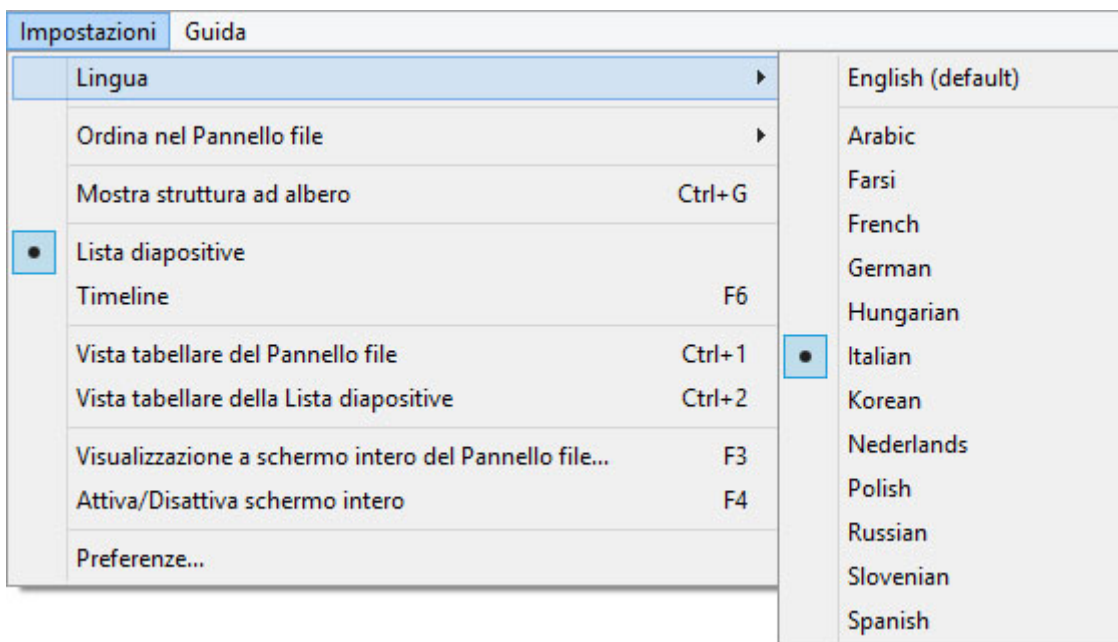 Impostazioni Guida
Lingua
Ordina nel Pannello file
Mostra struttura ad albero Ctrl+G
Lista diapositive
Timeline F6
Vista tabellare del Pannello file Ctrl+1
Vista tabellare della Lista diapositive Ctrl+2
Visualizzazione a schermo intero del Pannello file... F3
Attiva/Disattiva schermo intero F4
Preferenze...
English (default)
Arabic
Farsi
French
German
Hungarian
Italian
Korean
Nederlands
Polish
Russian
Slovenian
Spanish